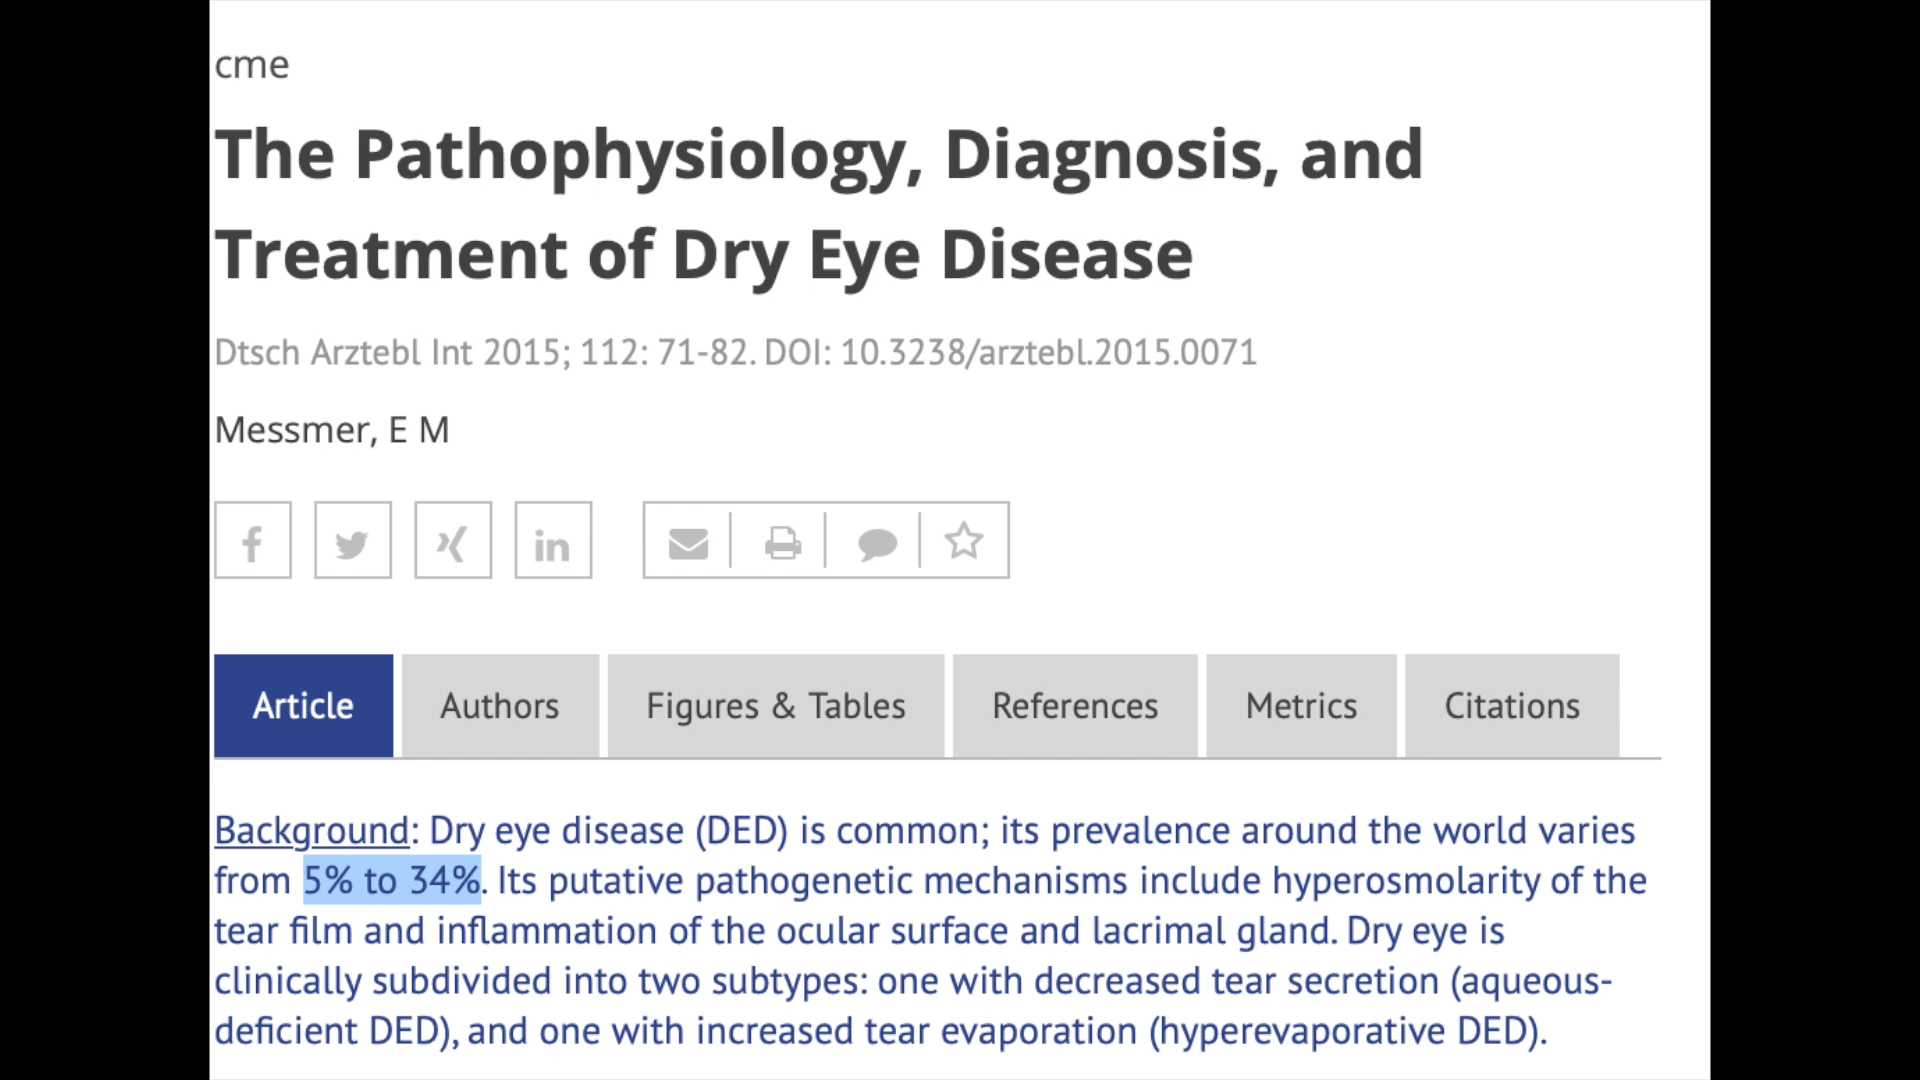 cme
The Pathophysiology, Diagnosis, and
Treatment of Dry Eye Disease
Dtsch Arztebl Int 2015; 112: 71-82. DOI: 10.3238/arztebl.2015.0071
Messmer, E M
Article Authors Figures & Tables References Metrics Citations
Background: Dry eye disease (DED) is common; its prevalence around the world varies
from 5% to 34%. Its putative pathogenetic mechanisms include hyperosmolarity of the
tear film and inflammation of the ocular surface and lacrimal gland. Dry eye is
clinically subdivided into two subtypes: one with decreased tear secretion (aqueous-
deficient DED), and one with increased tear evaporation (hyperevaporative DED).